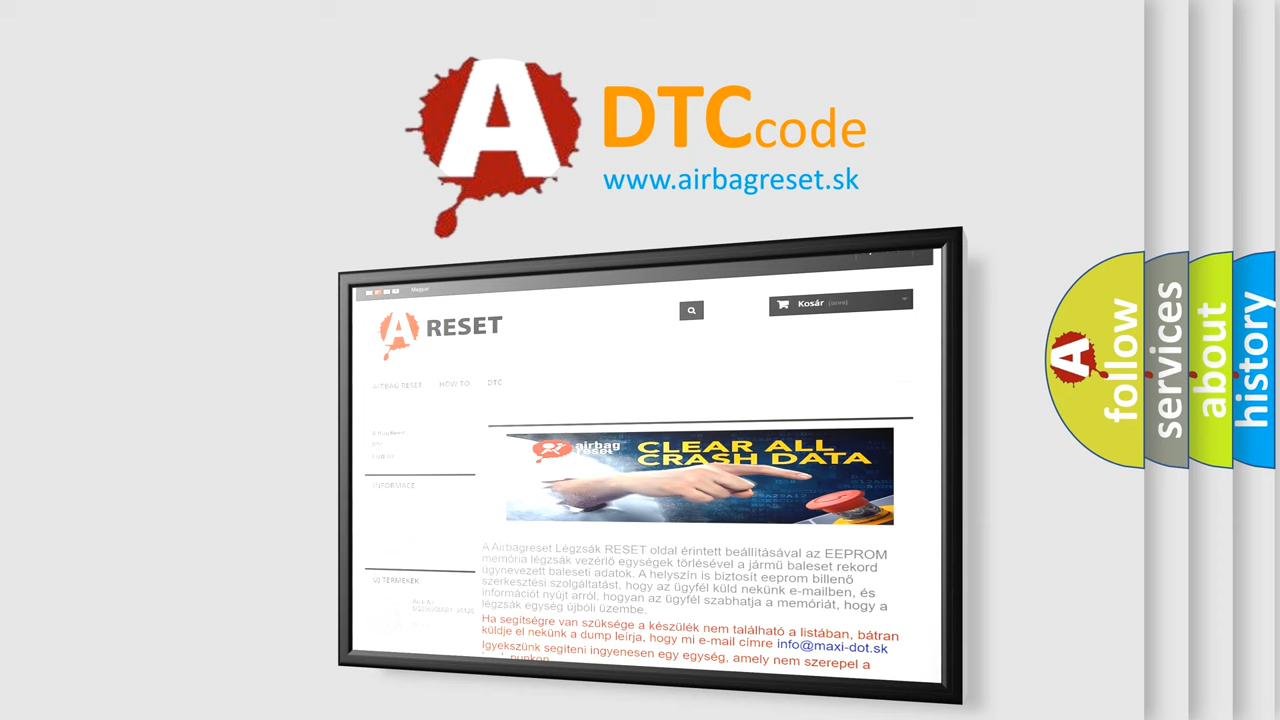 A DTC code
www.airbagreset.sk
Magyar
A RESET
Kosár (üres)
AIRBAG RESET HOW TO DTC
INFORMACE
ÚJ TERMÉKEK
airbag
reset
CLEAR ALL
CRASH DATA
A Airbagreset Légzsák RESET oldal érintett beállításával az EEPROM
memória légzsák vezérlő egységek törlésével a jármű baleset rekord
úgynevezett baleseti adatok. A helyszín is biztosít eeprom billenő
szerkesztési szolgáltatást, hogy az ügyfél küld nekünk e-mailben, és
információt nyújt arról, hogyan az ügyfél szabhatja a memóriát, hogy a
légzsák egység újbóli üzembe.
Ha segítségre van szüksége a készülék nem található a listában, bátran
küldje el nekünk a dump leírja, hogy mi e-mail címre info@maxi-dot.sk
Igyekszünk segíteni ingyenesen egy egység, amely nem szerepel a
A follow
services
about
history